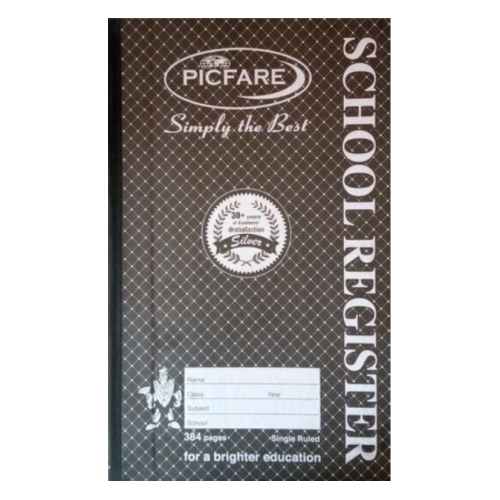 PICFARE
Simply the Best
SCHOOL REGISTER
30+ years
of Customers'
Satisfaction
Silver
Name
Class Year
Subject
School
384 pages Single Ruled
for a brighter education